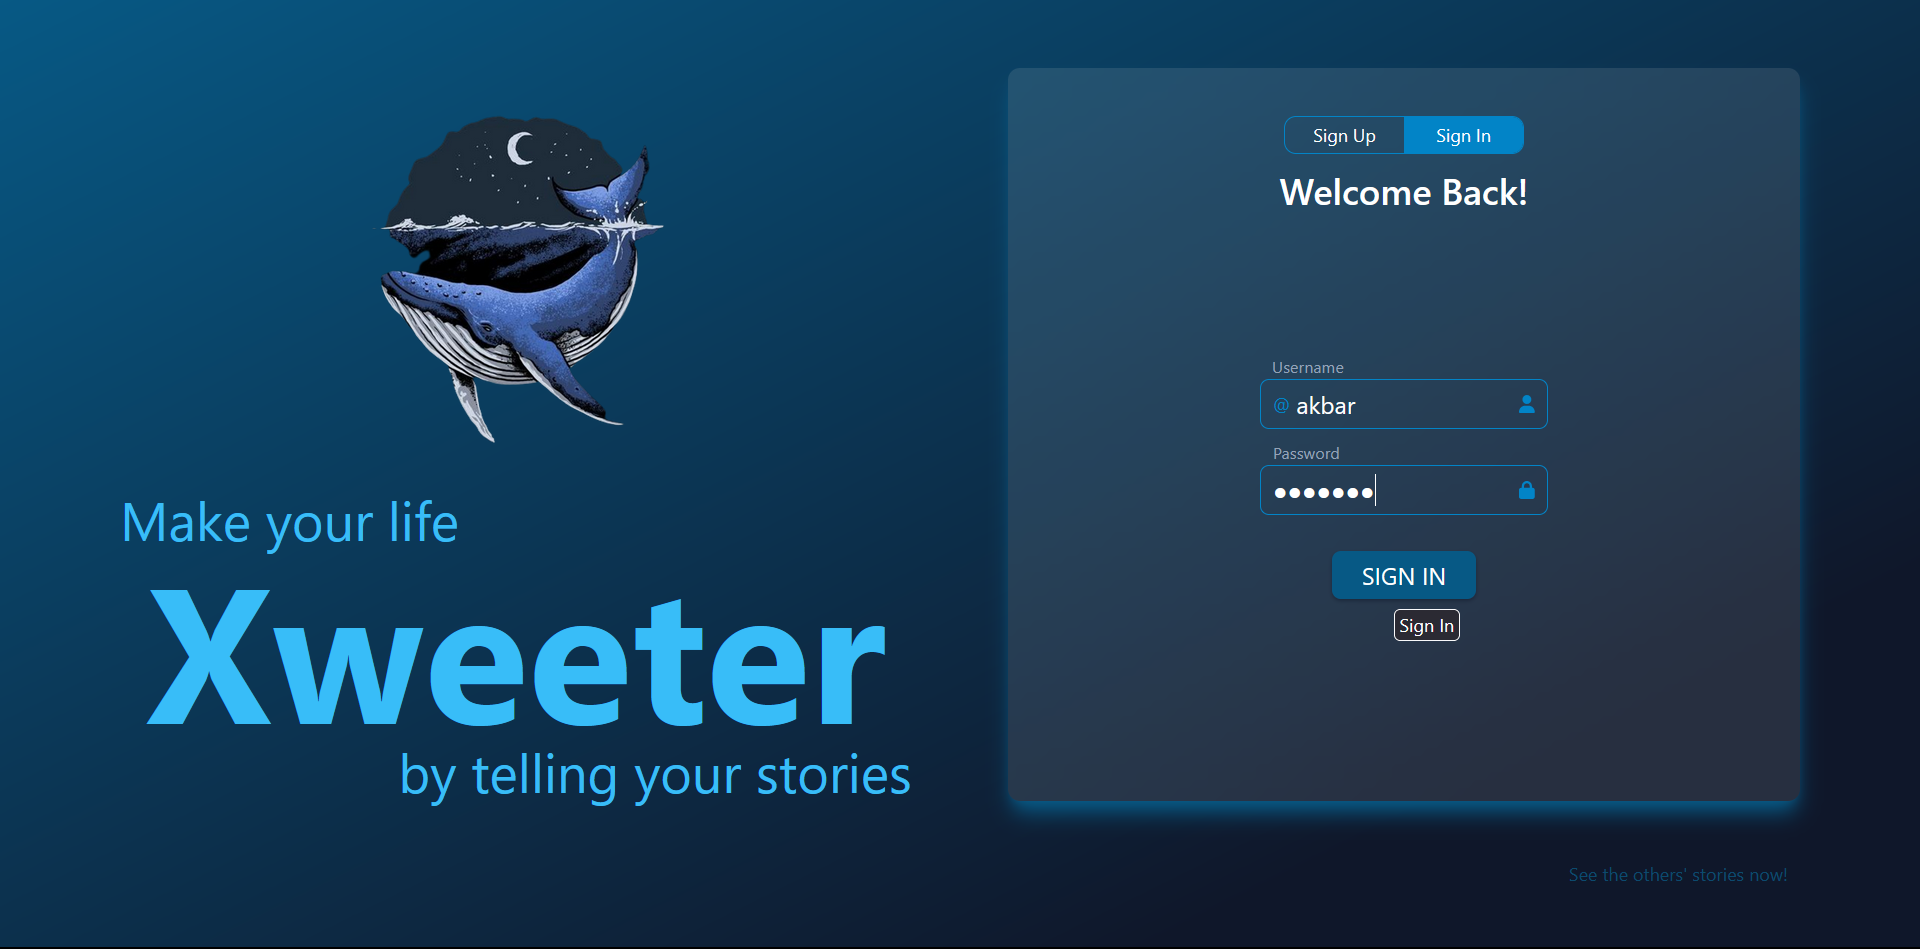 Make your life
Xweeter
by telling your stories
Sign Up Sign In
Welcome Back!
Username
@ akbar
Password
•••••••
SIGN IN
Sign In
See the others' stories now!